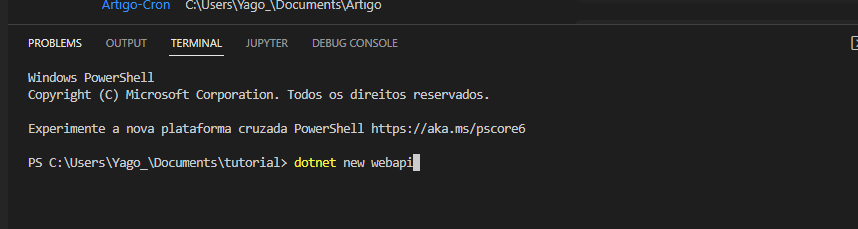 Artigo-Cron C:\Users\Yago_\Documents\Artigo
PROBLEMS OUTPUT TERMINAL JUPYTER DEBUG CONSOLE
Windows PowerShell
Copyright (C) Microsoft Corporation. Todos os direitos reservados.
Experimente a nova plataforma cruzada PowerShell https://aka.ms/pscore6
PS C:\Users\Yago_\Documents\tutorial> dotnet new webapi